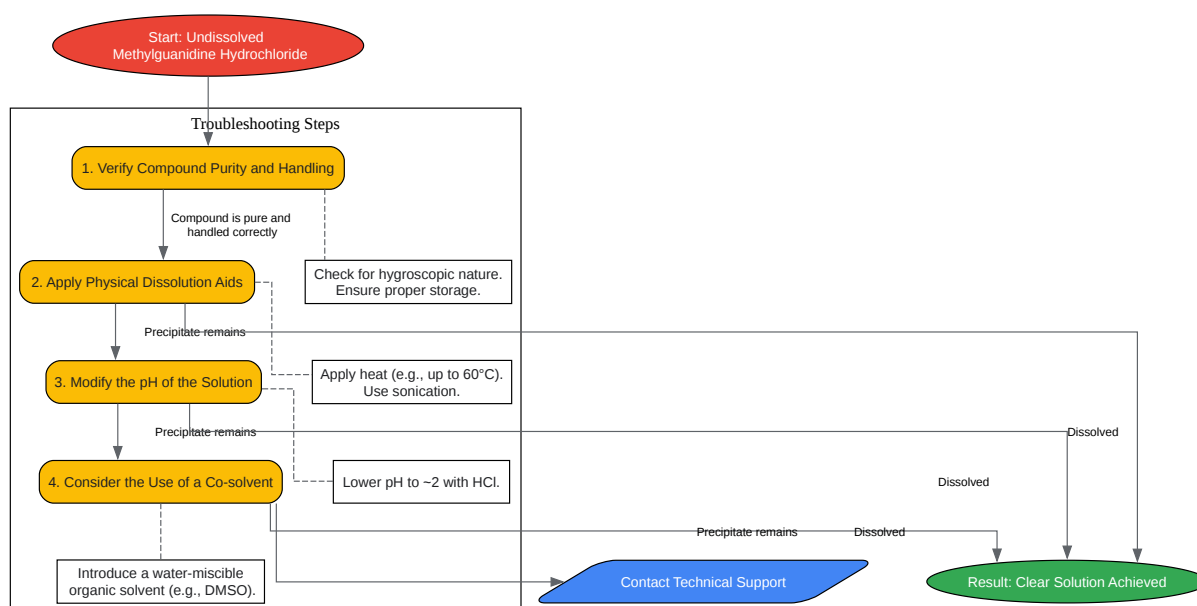 Start: Undissolved
Methylguanidine Hydrochloride
Troubleshooting Steps
1. Verify Compound Purity and Handling
Compound is pure and
handled correctly
2. Apply Physical Dissolution Aids
Check for hygroscopic nature.
Ensure proper storage.
Precipitate remains
3. Modify the pH of the Solution
Apply heat (e.g., up to 60°C).
Use sonication.
Precipitate remains
Dissolved
4. Consider the Use of a Co-solvent
Lower pH to ~2 with HCl.
Dissolved
Precipitate remains
Dissolved
Introduce a water-miscible
organic solvent (e.g., DMSO).
Contact Technical Support
Result: Clear Solution Achieved